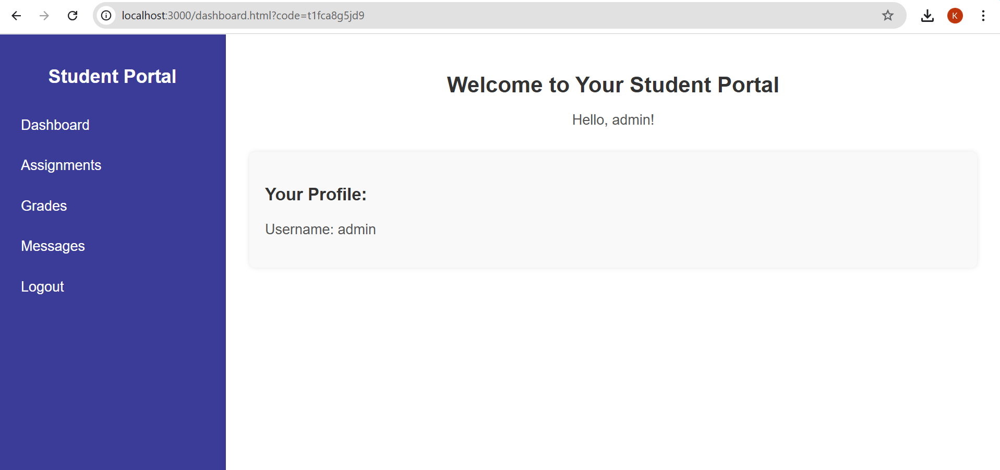 localhost:3000/dashboard.html?code=t1fca8g5jd9
K
Student Portal
Dashboard
Assignments
Grades
Messages
Logout
Welcome to Your Student Portal
Hello, admin!
Your Profile:
Username: admin